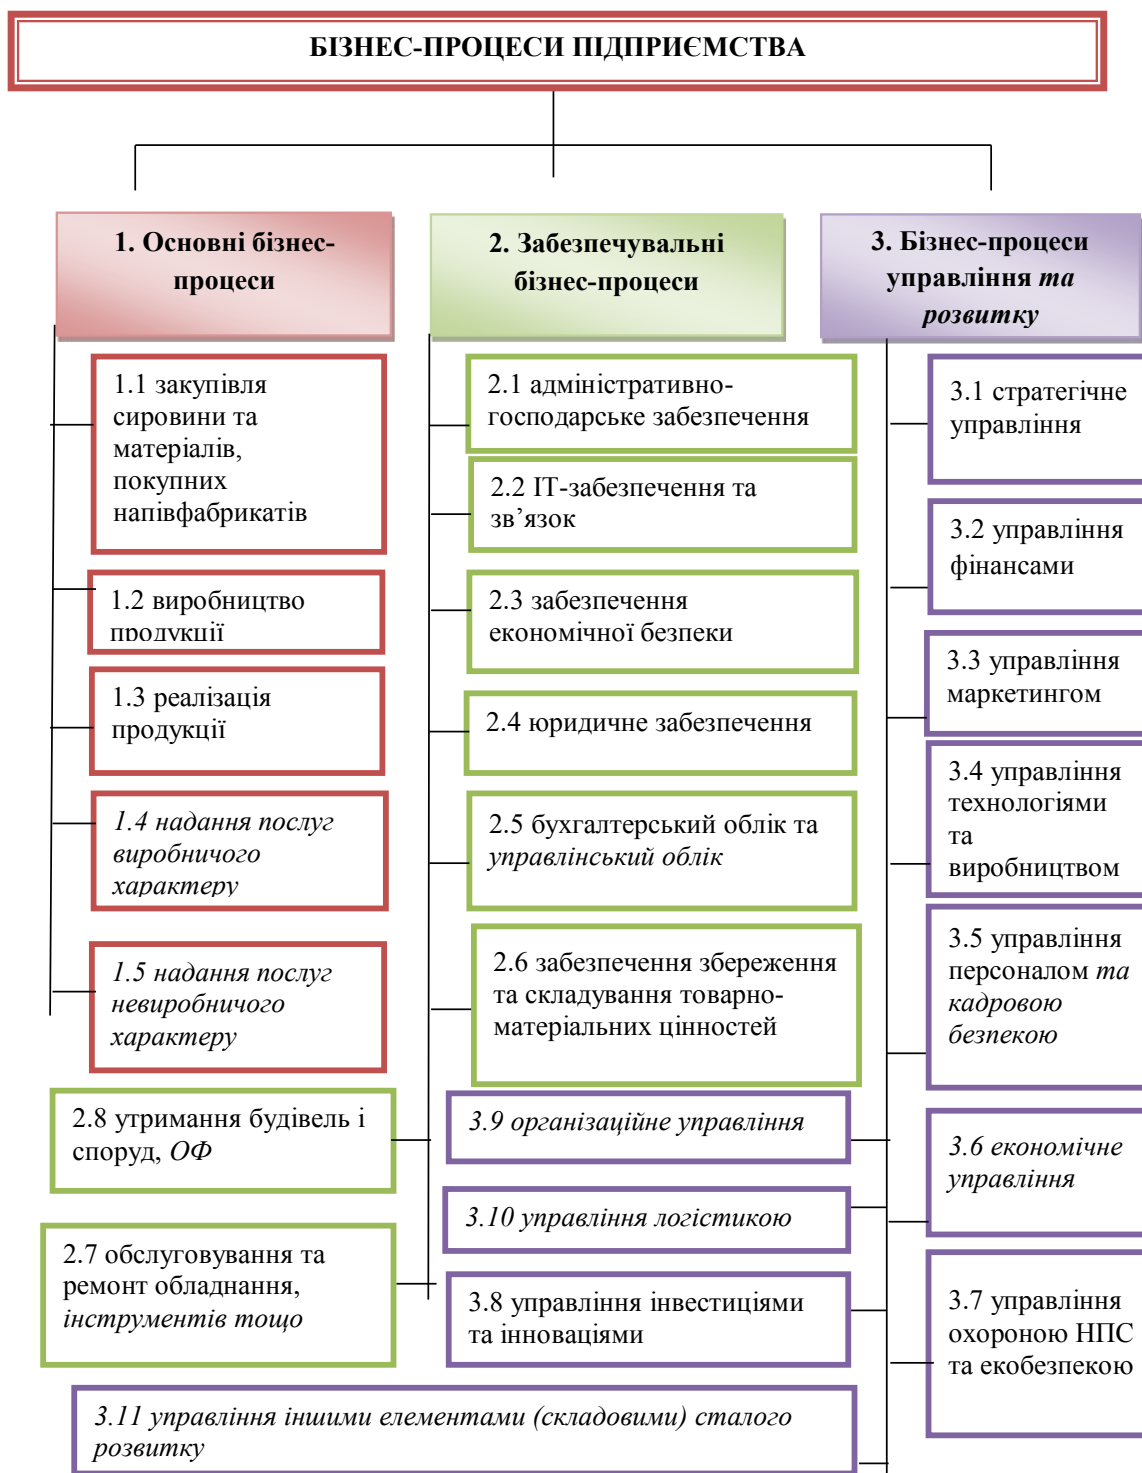 БІЗНЕС-ПРОЦЕСИ ПІДПРИЄМСТВА
1. Основні бізнес-
процеси
1.1 закупівля
сировини та
матеріалів,
покупних
напівфабрикатів
1.2 виробництво
продукції
1.3 реалізація
продукції
1.4 надання послуг
виробничого
характеру
1.5 надання послуг
невиробничого
характеру
2. Забезпечувальні
бізнес-процеси
2.1 адміністративно-
господарське забезпечення
2.2 ІТ-забезпечення та
зв’язок
2.3 забезпечення
економічної безпеки
2.4 юридичне забезпечення
2.5 бухгалтерський облік та
управлінський облік
2.6 забезпечення збереження
та складування товарно-
матеріальних цінностей
2.8 утримання будівель і
споруд, ОФ
2.7 обслуговування та
ремонт обладнання,
інструментів тощо
3. Бізнес-процеси
управління та
розвитку
3.1 стратегічне
управління
3.2 управління
фінансами
3.3 управління
маркетингом
3.4 управління
технологіями
та
виробництвом
3.5 управління
персоналом та
кадровою
безпекою
3.6 економічне
управління
3.7 управління
охороною НПС
та екобезпекою
3.9 організаційне управління
3.10 управління логістикою
3.8 управління інвестиціями
та інноваціями
3.11 управління іншими елементами (складовими) сталого
розвитку